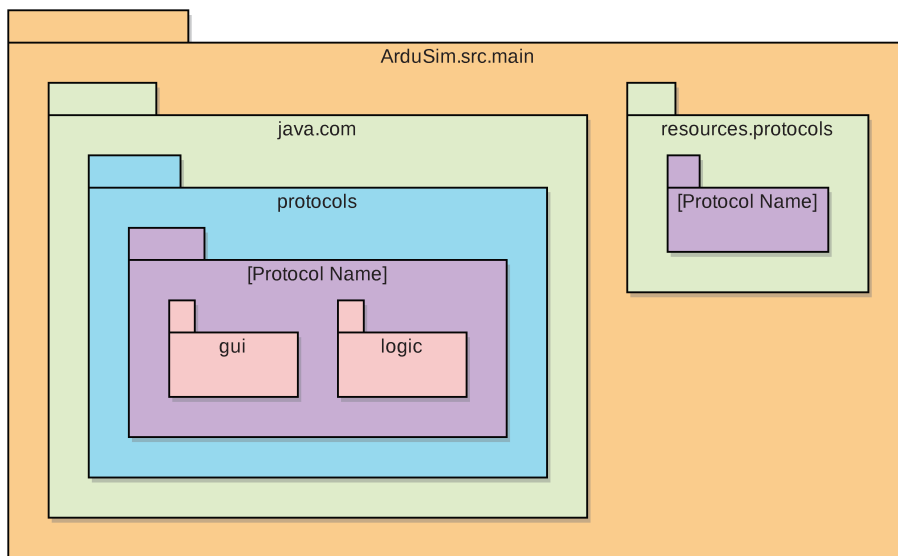 ArduSim.src.main
java.com
resources.protocols
protocols
[Protocol Name]
[Protocol Name]
gui
logic